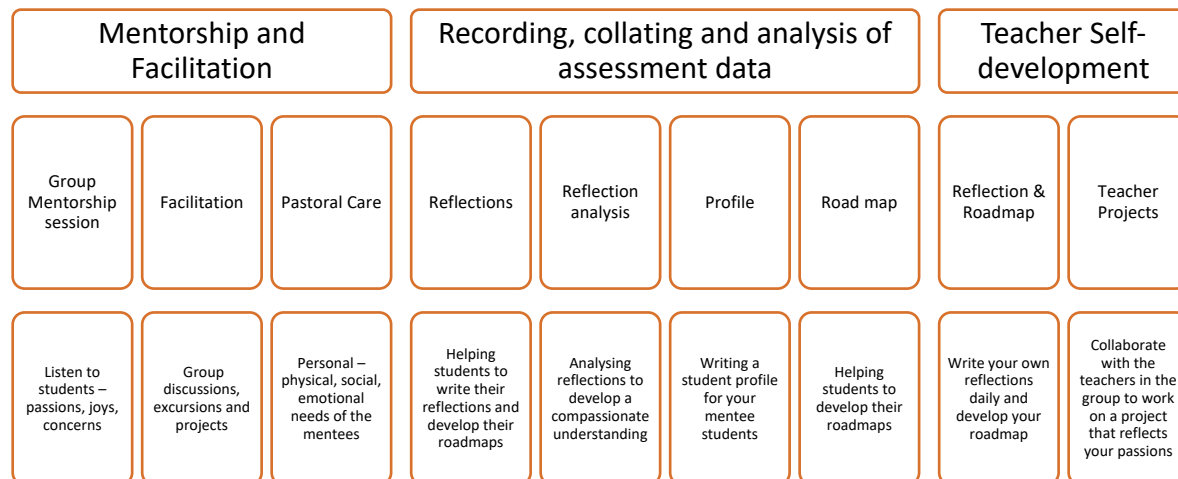 Mentorship and
Facilitation
Recording, collating and analysis of
assessment data
Teacher Self-
development
Group
Mentorship
session
Facilitation
Pastoral Care
Reflections
Reflection
analysis
Profile
Road map
Reflection &
Roadmap
Teacher
Projects
Listen to
students –
passions, joys,
concerns
Group
discussions,
excursions and
projects
Personal –
physical, social,
emotional
needs of the
mentees
Helping
students to
write their
reflections and
develop their
roadmaps
Analysing
reflections to
develop a
compassionate
understanding
Writing a
student profile
for your
mentee
students
Helping
students to
develop their
roadmaps
Write your own
reflections
daily and
develop your
roadmap
Collaborate
with the
teachers in the
group to work
on a project
that reflects
your passions